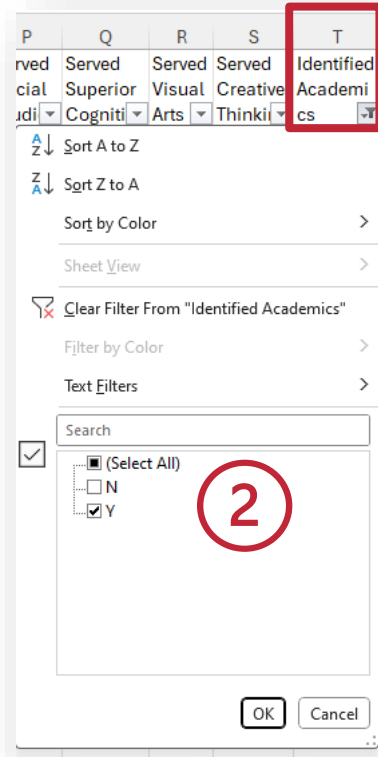 P Q R S T
rved Served Served Served Identified
cial Superior Visual Creative Academi
udi Cogniti Arts Thinkin cs
Sort A to Z
Sort Z to A
Sort by Color
Sheet View
Clear Filter From "Identified Academics"
Filter by Color
Text Filters
Search
(Select All)
N
Y
2
OK Cancel